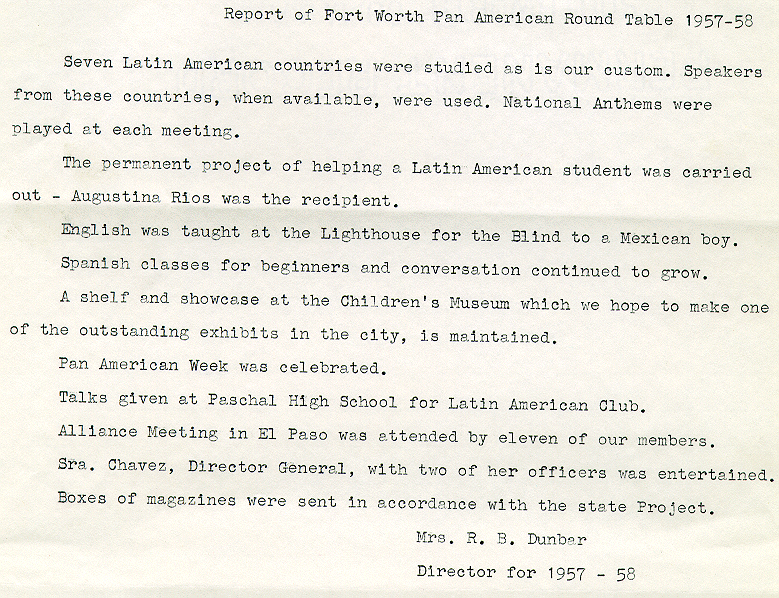 Report of Fort Worth Pan American Round Table 1957-58
Seven Latin American countries were studied as is our custom. Speakers
from these countries, when available, were used. National Anthems were
played at each meeting.
The permanent project of helping a Latin American student was carried
out - Augustina Rios was the recipient.
English was taught at the Lighthouse for the Blind to a Mexican boy.
Spanish classes for beginners and conversation continued to grow.
A shelf and showcase at the Children's Museum which we hope to make one
of the outstanding exhibits in the city, is maintained.
Pan American Week was celebrated.
Talks given at Paschal High School for Latin American Club.
Alliance Meeting in El Paso was attended by eleven of our members.
Sra. Chavez, Director General, with two of her officers was entertained.
Boxes of magazines were sent in accordance with the state Project.
Mrs. R. B. Dunbar
Director for 1957 - 58